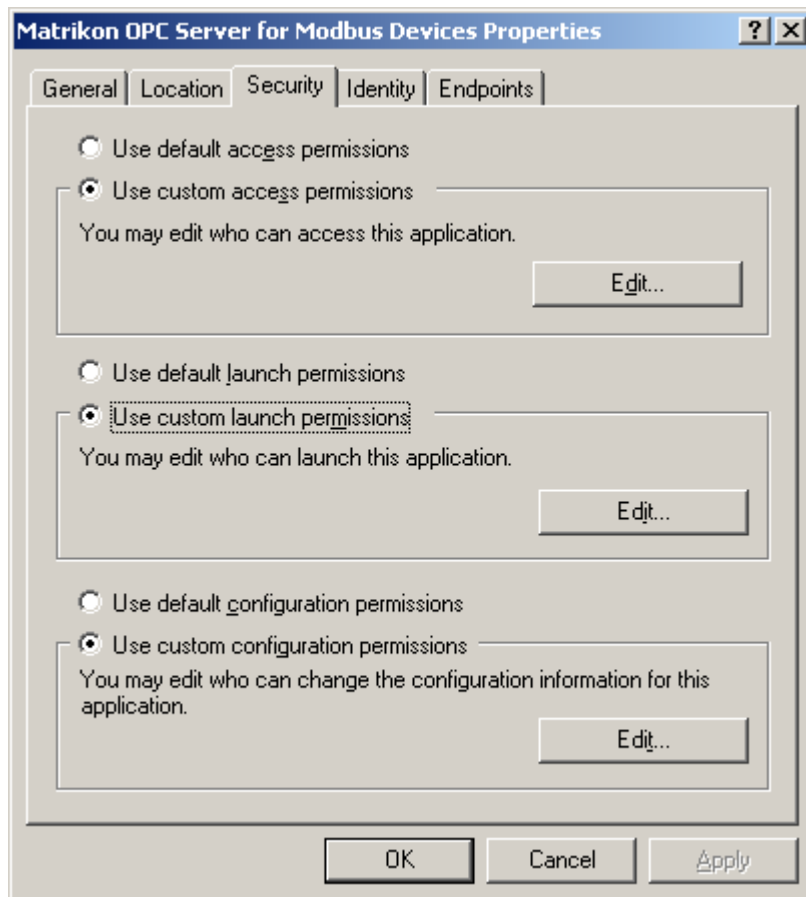 Matrikon OPC Server for Modbus Devices Properties ? X
General Location Security Identity Endpoints
Use default access permissions
Use custom access permissions
You may edit who can access this application.
Edit...
Use default launch permissions
Use custom launch permissions
You may edit who can launch this application.
Edit...
Use default configuration permissions
Use custom configuration permissions
You may edit who can change the configuration information for this
application.
Edit...
OK Cancel Apply